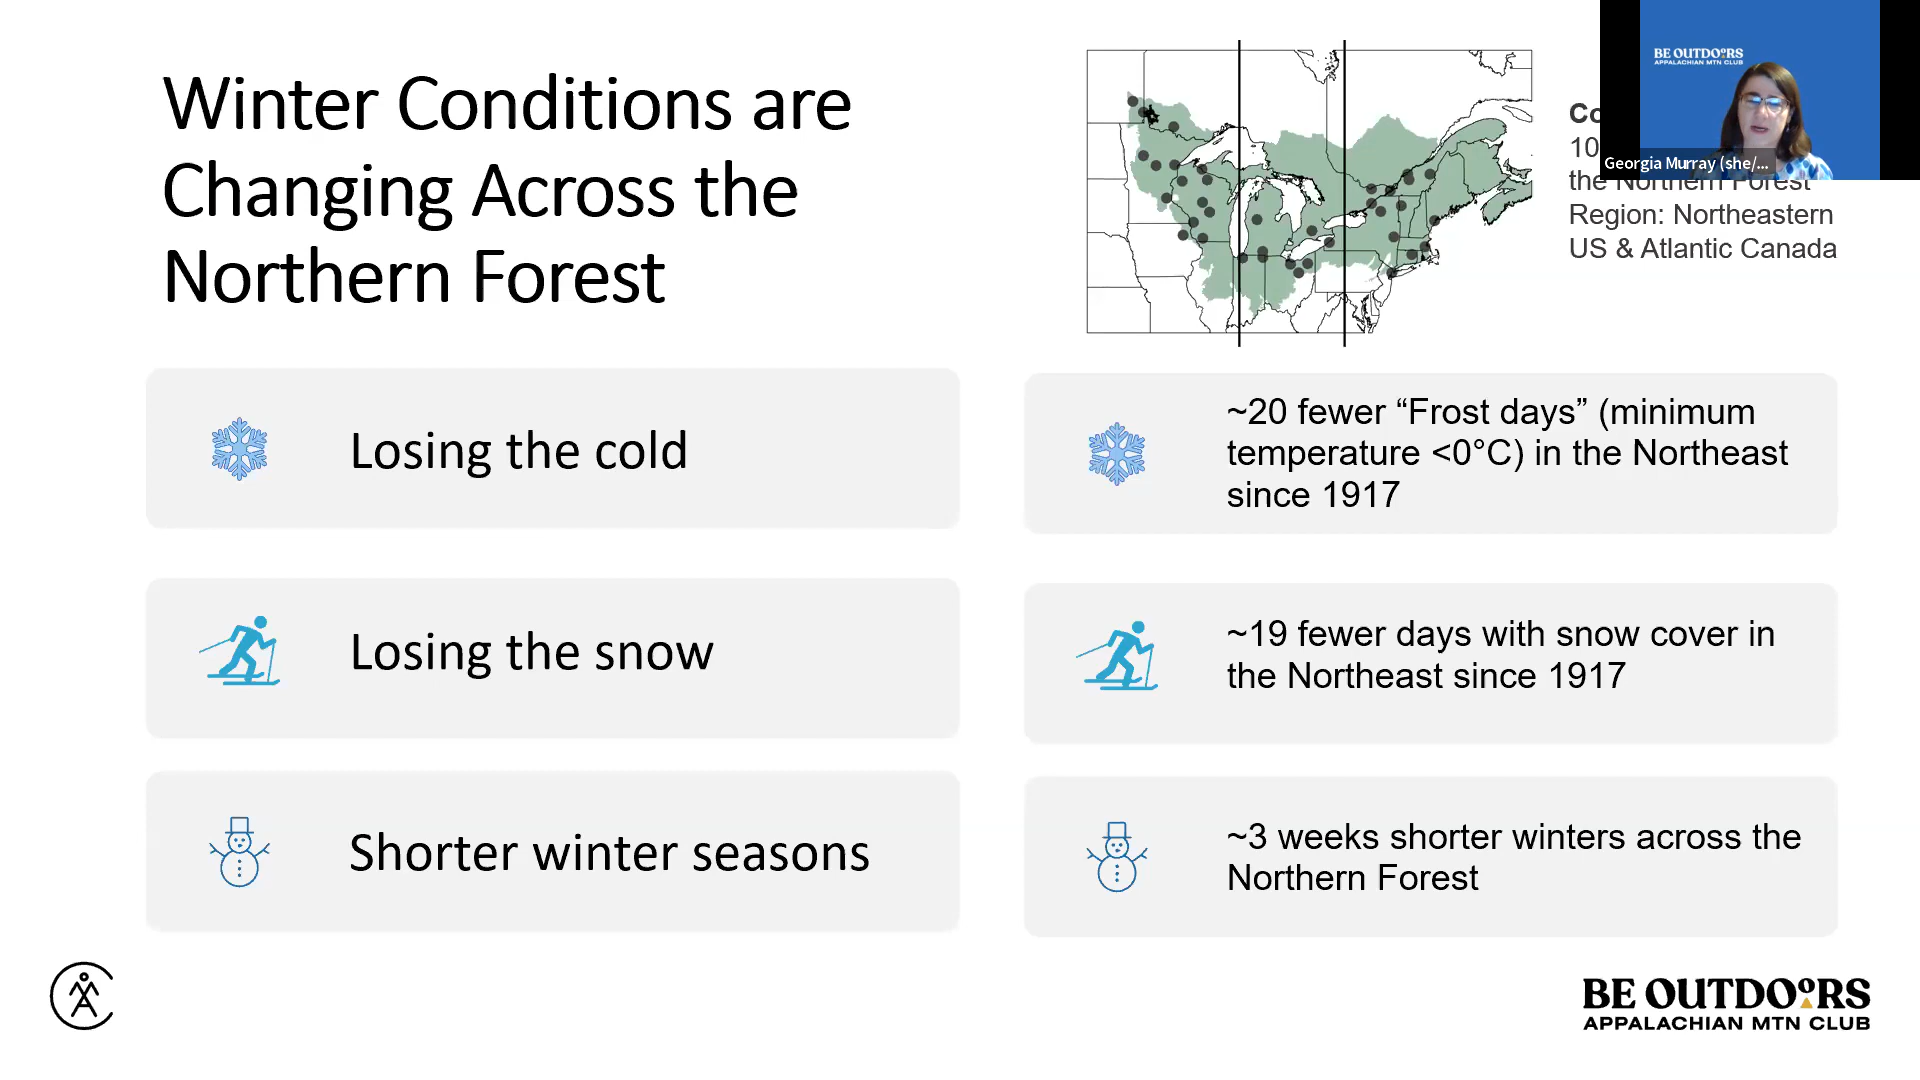 Winter Conditions are
Changing Across the
Northern Forest
BE OUTDOORS
APPALACHIAN MTN CLUB
Georgia Murray (she/...
the Northern Forest
Region: Northeastern
US & Atlantic Canada
Losing the cold
~20 fewer “Frost days” (minimum
temperature <0°C) in the Northeast
since 1917
Losing the snow
~19 fewer days with snow cover in
the Northeast since 1917
Shorter winter seasons
~3 weeks shorter winters across the
Northern Forest
BE OUTDOORS
APPALACHIAN MTN CLUB